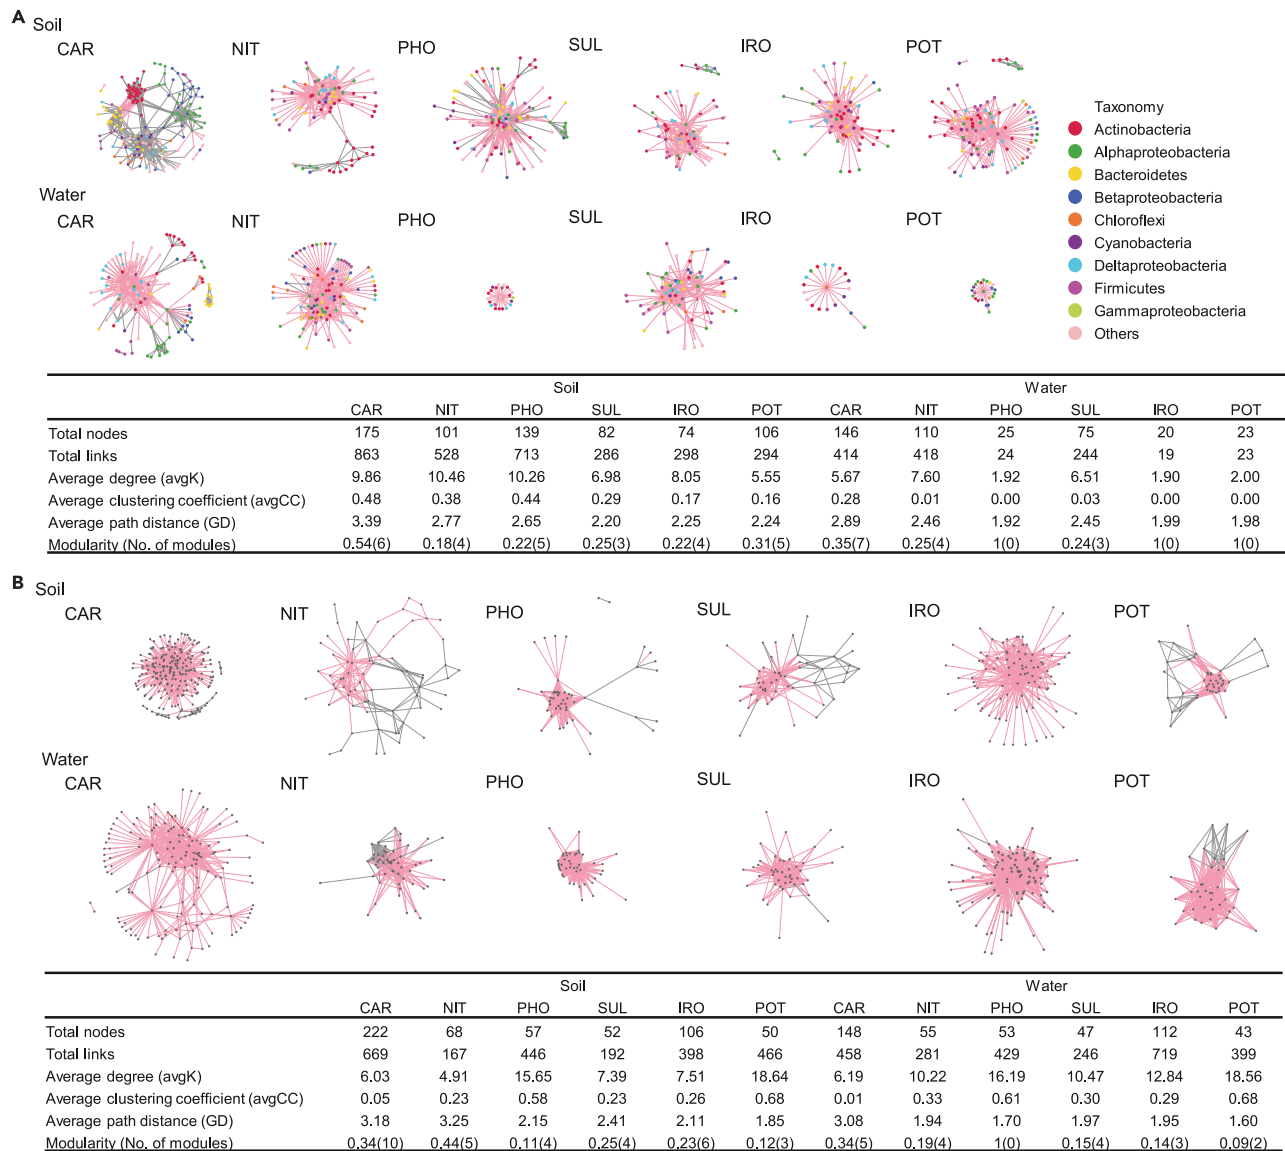 A
Soil
CAR NIT PHO SUL IRO POT
Taxonomy
Actinobacteria
Alphaproteobacteria
Bacteroidetes
Betaproteobacteria
Chloroflexi
Cyanobacteria
Deltaproteobacteria
Firmicutes
Gammaproteobacteria
Others
Water
CAR NIT PHO SUL IRO POT
Soil Water
CAR NIT PHO SUL IRO POT CAR NIT PHO SUL IRO POT
Total nodes 175 101 139 82 74 106 146 110 25 75 20 23
Total links 863 528 713 286 298 294 414 418 24 244 19 23
Average degree (avgK) 9.86 10.46 10.26 6.98 8.05 5.55 5.67 7.60 1.92 6.51 1.90 2.00
Average clustering coefficient (avgCC) 0.48 0.38 0.44 0.29 0.17 0.16 0.28 0.01 0.00 0.03 0.00 0.00
Average path distance (GD) 3.39 2.77 2.65 2.20 2.25 2.24 2.89 2.46 1.92 2.45 1.99 1.98
Modularity (No. of modules) 0.54(6) 0.18(4) 0.22(5) 0.25(3) 0.22(4) 0.31(5) 0.35(7) 0.25(4) 1(0) 0.24(3) 1(0) 1(0)
B
Soil
CAR NIT PHO SUL IRO POT
Water
CAR NIT PHO SUL IRO POT
Soil Water
CAR NIT PHO SUL IRO POT CAR NIT PHO SUL IRO POT
Total nodes 222 68 57 52 106 50 148 55 53 47 112 43
Total links 669 167 446 192 398 466 458 281 429 246 719 399
Average degree (avgK) 6.03 4.91 15.65 7.39 7.51 18.64 6.19 10.22 16.19 10.47 12.84 18.56
Average clustering coefficient (avgCC) 0.05 0.23 0.58 0.23 0.26 0.68 0.01 0.33 0.61 0.30 0.29 0.68
Average path distance (GD) 3.18 3.25 2.15 2.41 2.11 1.85 3.08 1.94 1.70 1.97 1.95 1.60
Modularity (No. of modules) 0.34(10) 0.44(5) 0.11(4) 0.25(4) 0.23(6) 0.12(3) 0.34(5) 0.19(4) 1(0) 0.15(4) 0.14(3) 0.09(2)